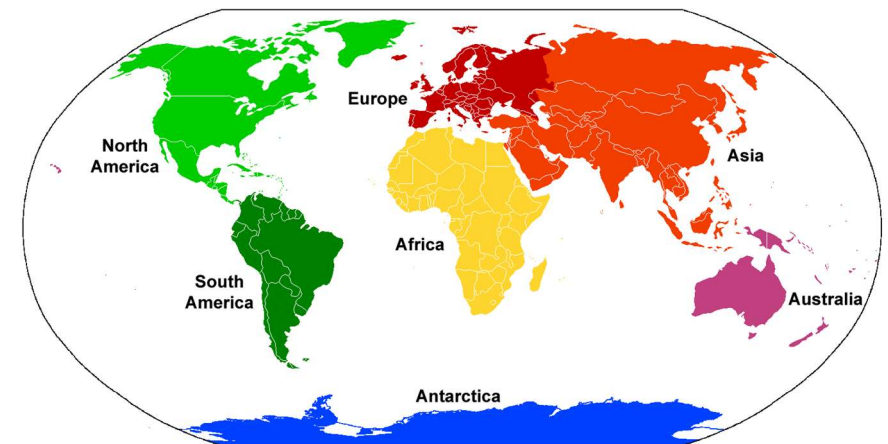 Europe
North
America
Asia
Africa
South
America
Australia
Antarctica